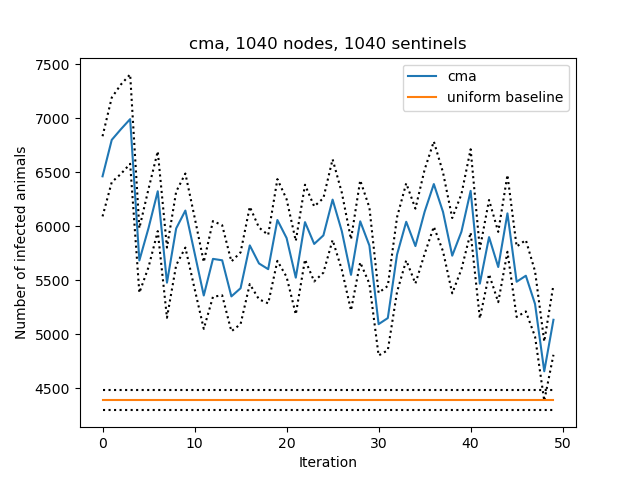 cma, 1040 nodes, 1040 sentinels
cma
uniform baseline
Number of infected animals
7500
7000
6500
6000
5500
5000
4500
0 10 20 30 40 50
Iteration